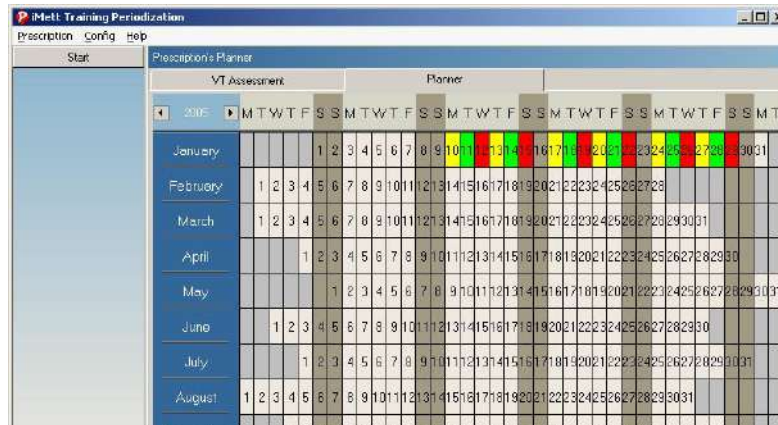 iMett Training Periodization
Prescription Config Help
Start Prescription's Planner
VT Assessment Planner
2005 M T W T F S S M T W T F S S M T W T F S S M T W T F S S M T W T F S S M T
January 1 2 3 4 5 6 7 8 9 10 11 12 13 14 15 16 17 18 19 20 21 22 23 24 25 26 27 28 29 30 31
February 1 2 3 4 5 6 7 8 9 10 11 12 13 14 15 16 17 18 19 20 21 22 23 24 25 26 27 28
March 1 2 3 4 5 6 7 8 9 10 11 12 13 14 15 16 17 18 19 20 21 22 23 24 25 26 27 28 29 30 31
April 1 2 3 4 5 6 7 8 9 10 11 12 13 14 15 16 17 18 19 20 21 22 23 24 25 26 27 28 29 30
May 1 2 3 4 5 6 7 8 9 10 11 12 13 14 15 16 17 18 19 20 21 22 23 24 25 26 27 28 29 30 31
June 1 2 3 4 5 6 7 8 9 10 11 12 13 14 15 16 17 18 19 20 21 22 23 24 25 26 27 28 29 30
July 1 2 3 4 5 6 7 8 9 10 11 12 13 14 15 16 17 18 19 20 21 22 23 24 25 26 27 28 29 30 31
August 1 2 3 4 5 6 7 8 9 10 11 12 13 14 15 16 17 18 19 20 21 22 23 24 25 26 27 28 29 30 31